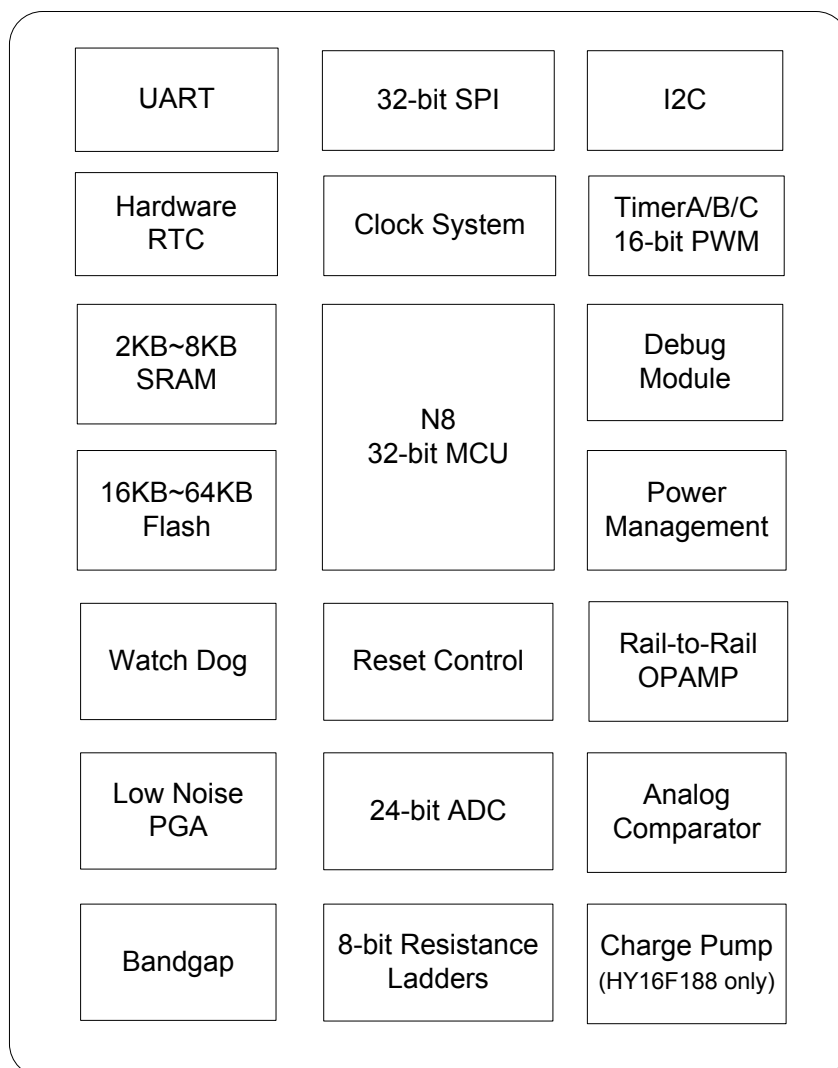 UART
32-bit SPI
I2C
Hardware
RTC
Clock System
TimerA/B/C
16-bit PWM
2KB~8KB
SRAM
N8
32-bit MCU
Debug
Module
16KB~64KB
Flash
Power
Management
Watch Dog
Reset Control
Rail-to-Rail
OPAMP
Low Noise
PGA
24-bit ADC
Analog
Comparator
Bandgap
8-bit Resistance
Ladders
Charge Pump
(HY16F188 only)